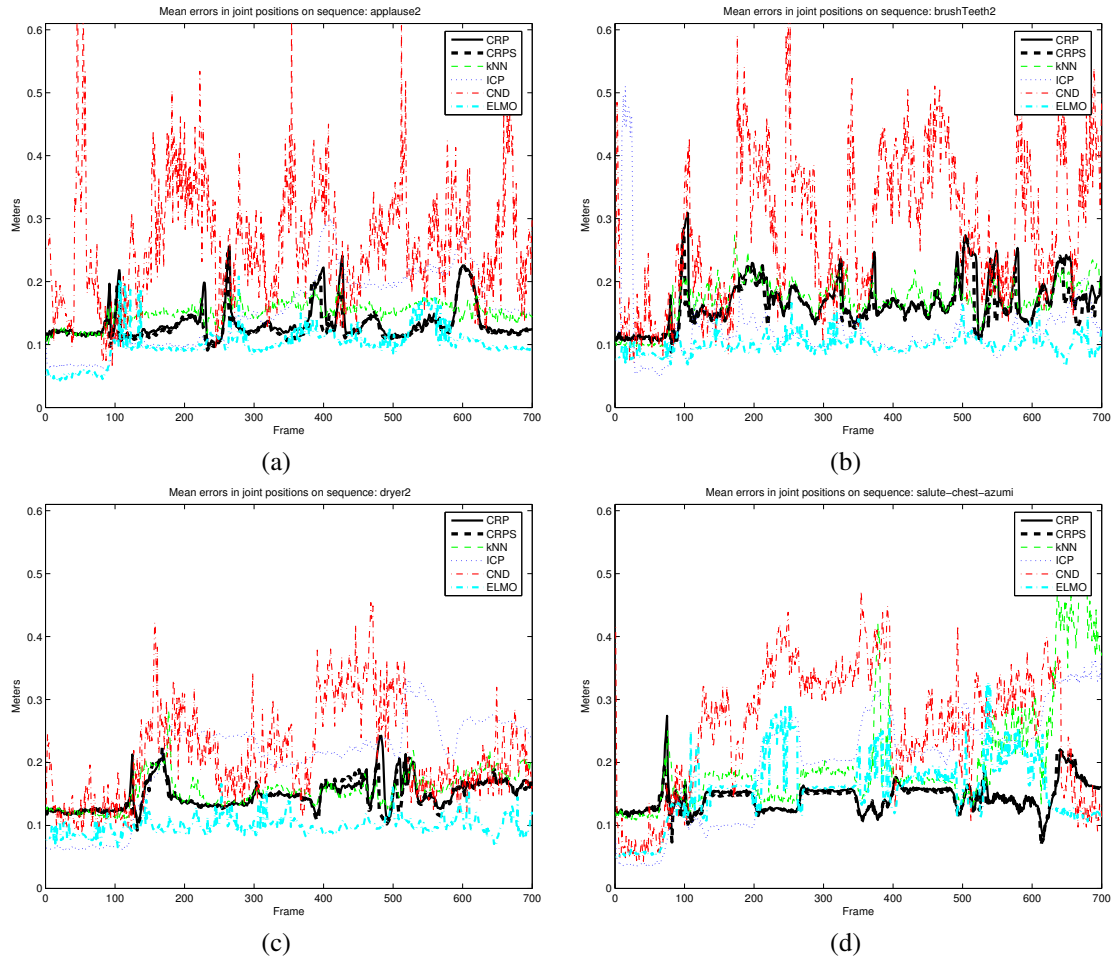 Mean errors in joint positions on sequence: applause2
0.6
0.5
0.4
0.3
0.2
0.1
0
Meters
CRP
CRPS
kNN
ICP
CND
ELMO
0 100 200 300 400 500 600 700
Frame
(a)
Mean errors in joint positions on sequence: brushTeeth2
0.6
0.5
0.4
0.3
0.2
0.1
0
Meters
CRP
CRPS
kNN
ICP
CND
ELMO
0 100 200 300 400 500 600 700
Frame
(b)
Mean errors in joint positions on sequence: dryer2
0.6
0.5
0.4
0.3
0.2
0.1
0
Meters
CRP
CRPS
kNN
ICP
CND
ELMO
0 100 200 300 400 500 600 700
Frame
(c)
Mean errors in joint positions on sequence: salute-chest-azumi
0.6
0.5
0.4
0.3
0.2
0.1
0
Meters
CRP
CRPS
kNN
ICP
CND
ELMO
0 100 200 300 400 500 600 700
Frame
(d)